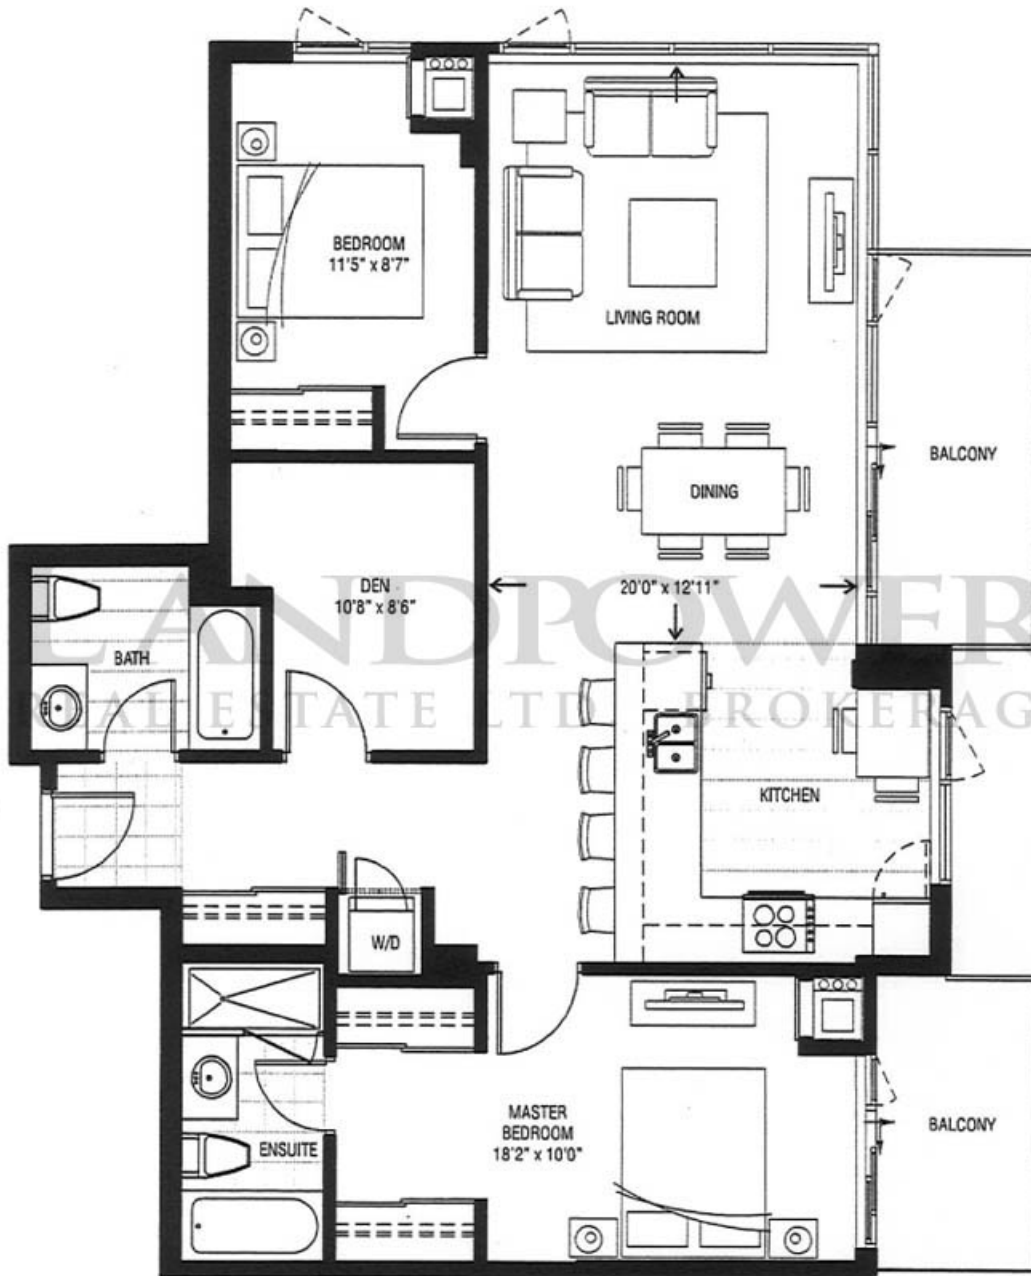 BEDROOM
11'5" x 8'7"
LIVING ROOM
BALCONY
DINING
DEN
10'8" x 8'6"
20'0" x 12'11"
LANDPOWER
BATH
REAL ESTATE LTD BROKERAG
KITCHEN
W/D
MASTER
BEDROOM
18'2" x 10'0"
ENSUITE
BALCONY